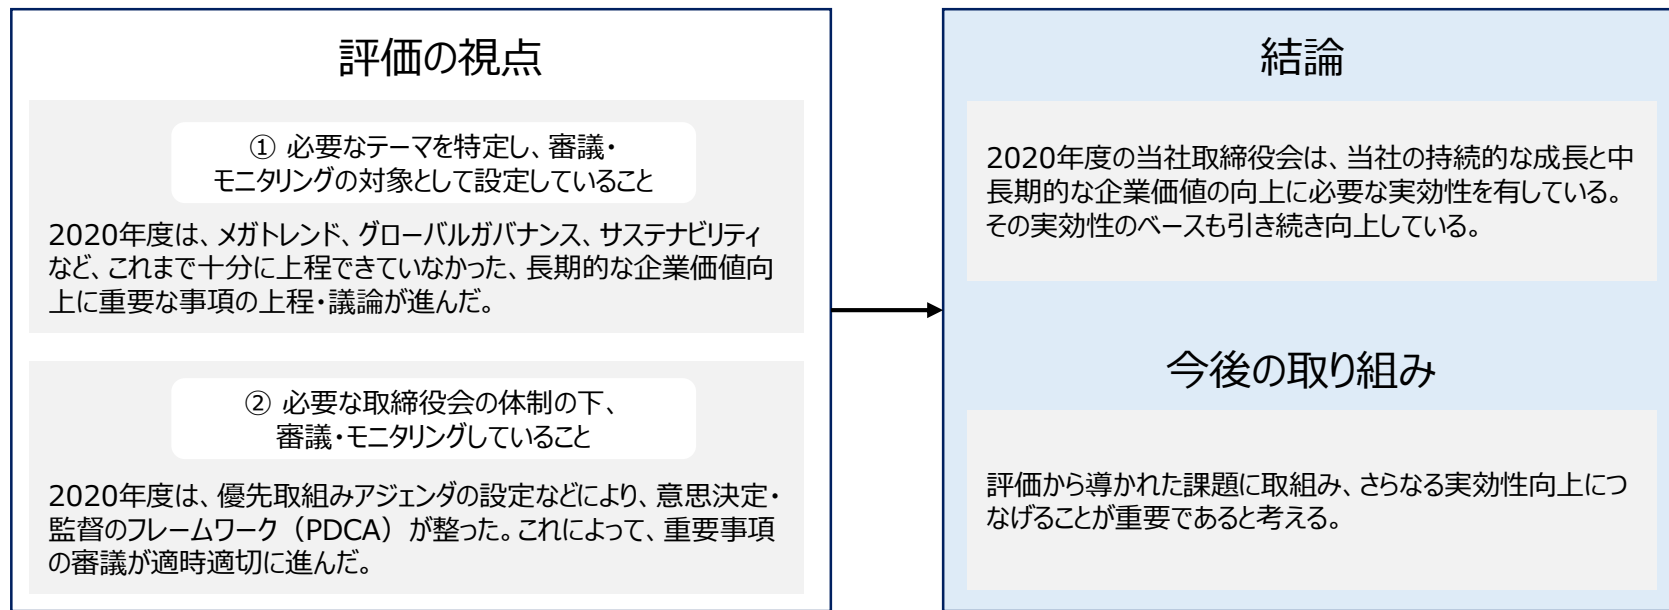 評価の視点
① 必要なテーマを特定し、審議・
モニタリングの対象として設定していること
2020年度は、メガトレンド、グローバルガバナンス、サステナビリティ
など、これまで十分に上程できていなかった、長期的な企業価値向
上に重要な事項の上程・議論が進んだ。
② 必要な取締役会の体制の下、
審議・モニタリングしていること
2020年度は、優先取組みアジェンダの設定などにより、意思決定・
監督のフレームワーク（PDCA）が整った。これによって、重要事項
の審議が適時適切に進んだ。
結論
2020年度の当社取締役会は、当社の持続的な成長と中
長期的な企業価値の向上に必要な実効性を有している。
その実効性のベースも引き続き向上している。
今後の取り組み
評価から導かれた課題に取組み、さらなる実効性向上につ
なげることが重要であると考える。